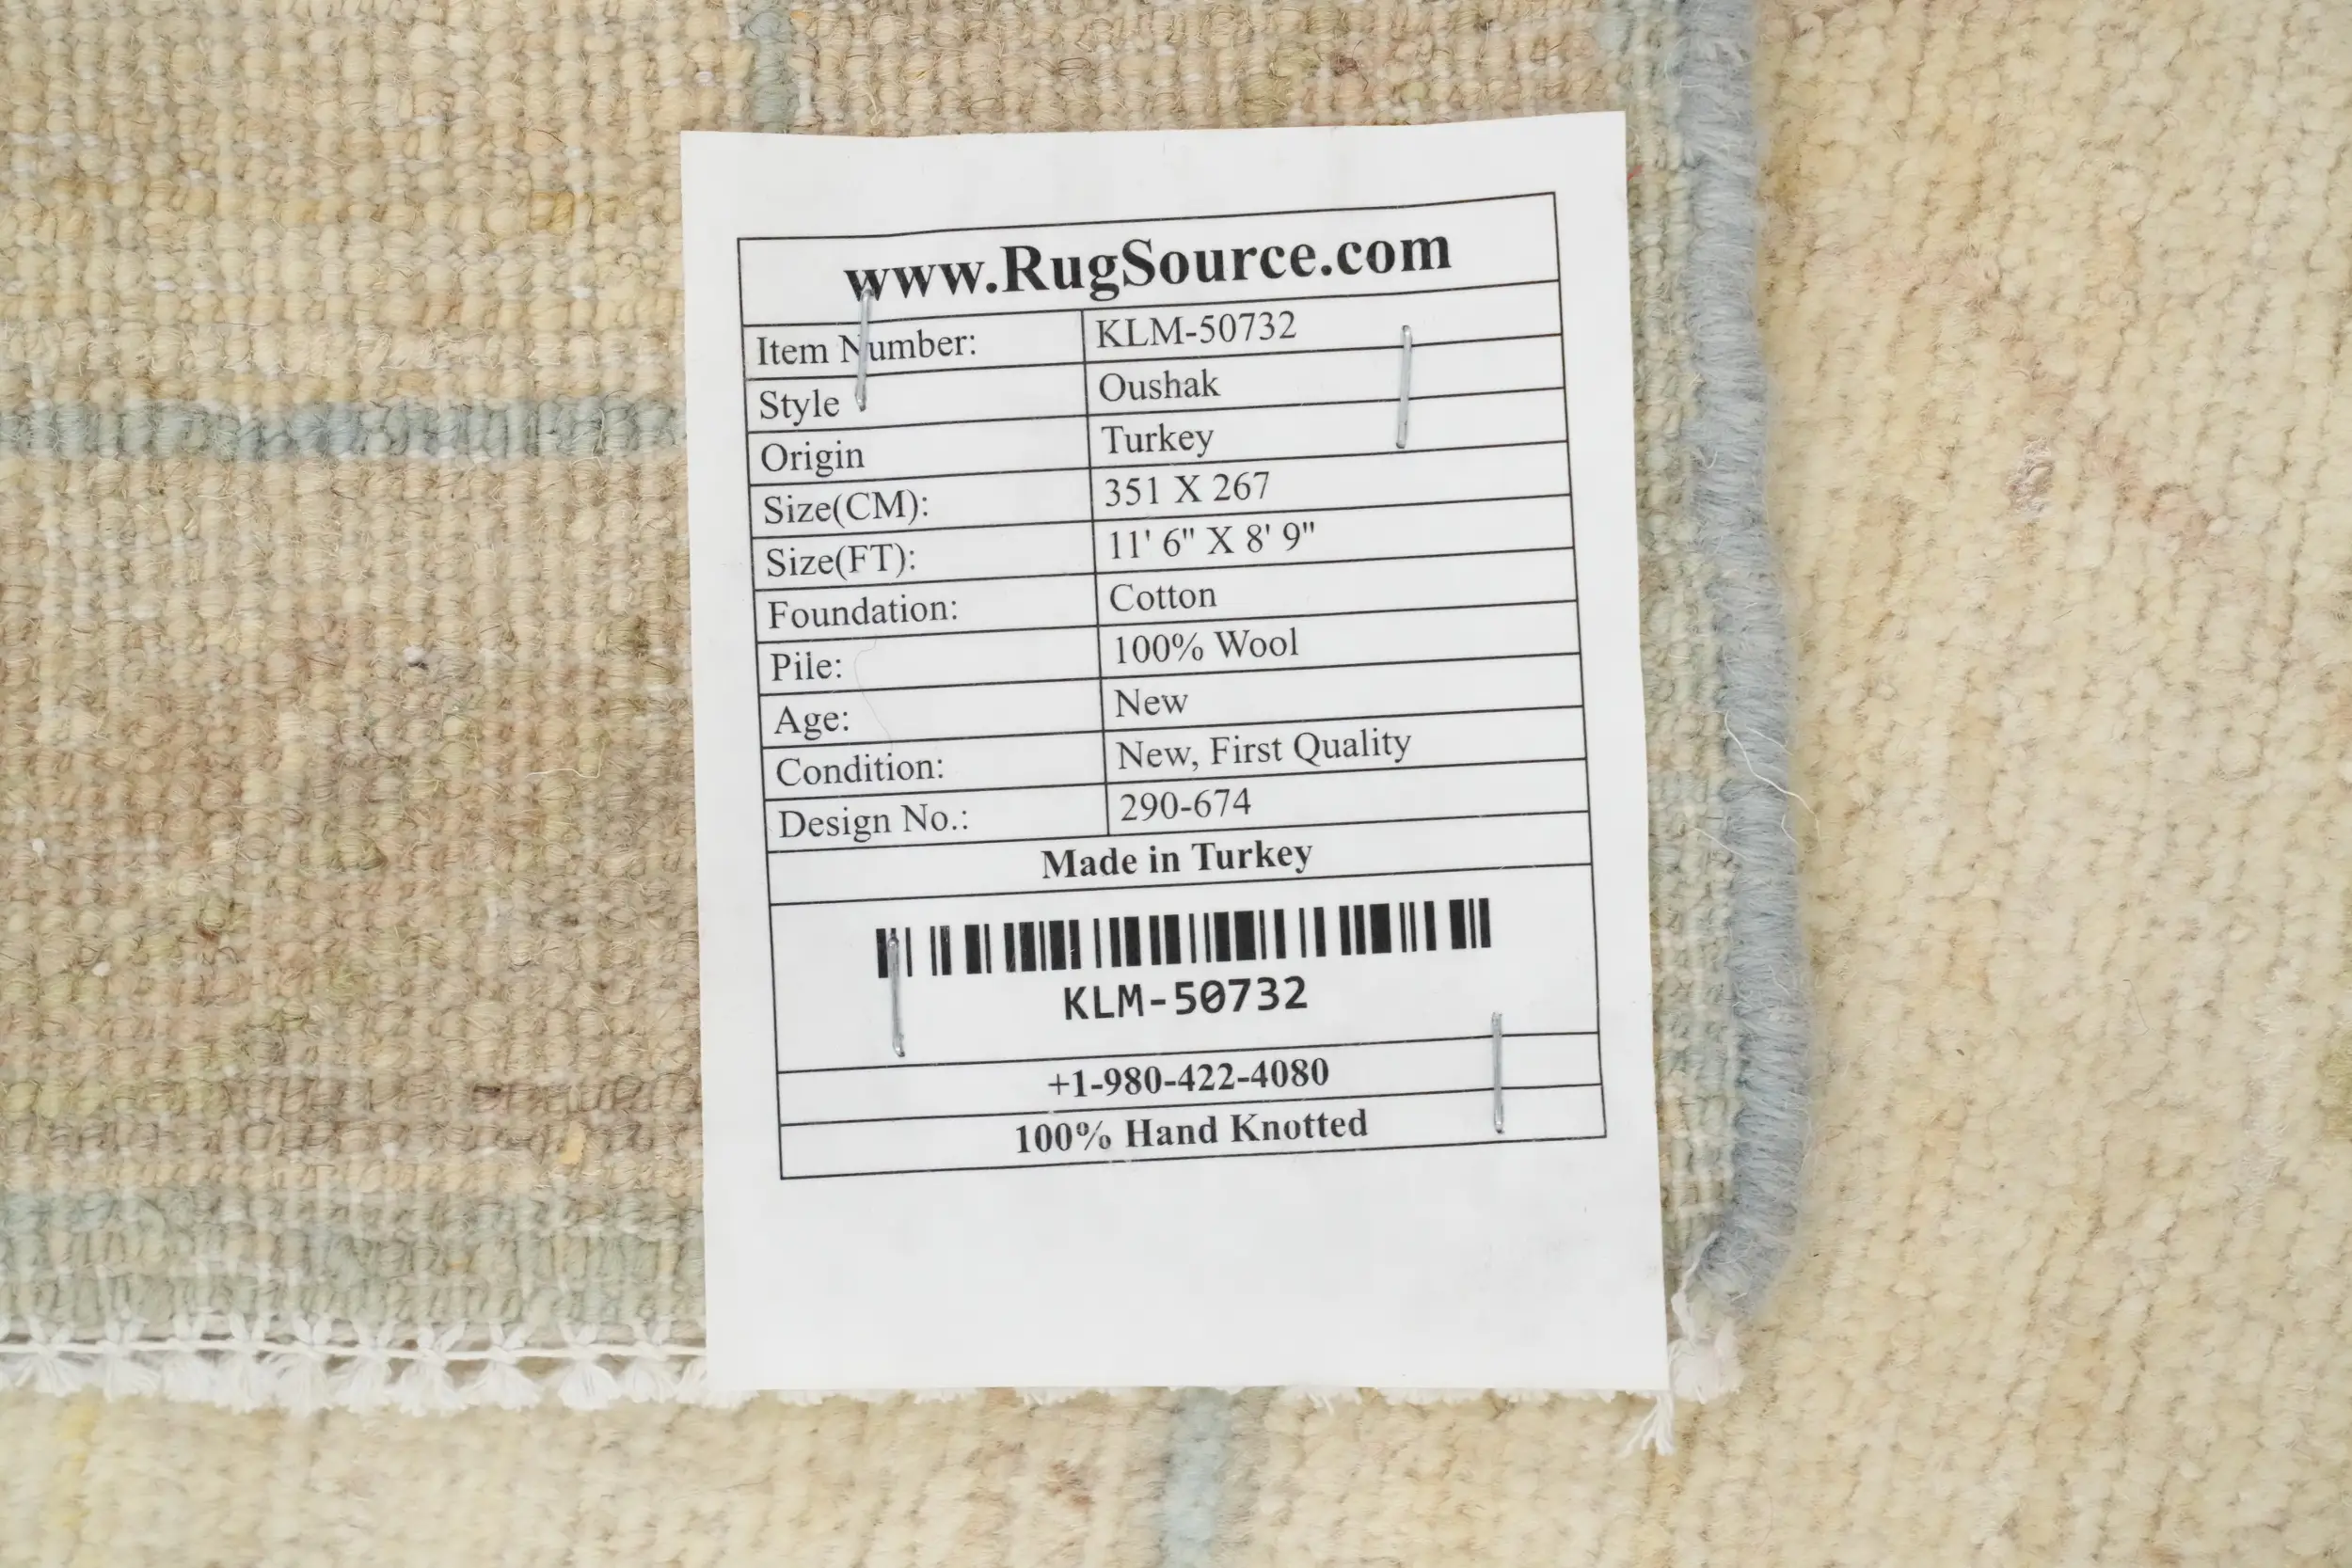 www.RugSource.com
Item Number: KLM-50732
Style Oushak
Origin Turkey
Size(CM): 351 X 267
Size(FT): 11' 6" X 8' 9"
Foundation: Cotton
Pile: 100% Wool
Age: New
Condition: New, First Quality
Design No.: 290-674
Made in Turkey
KLM-50732
+1-980-422-4080
100% Hand Knotted